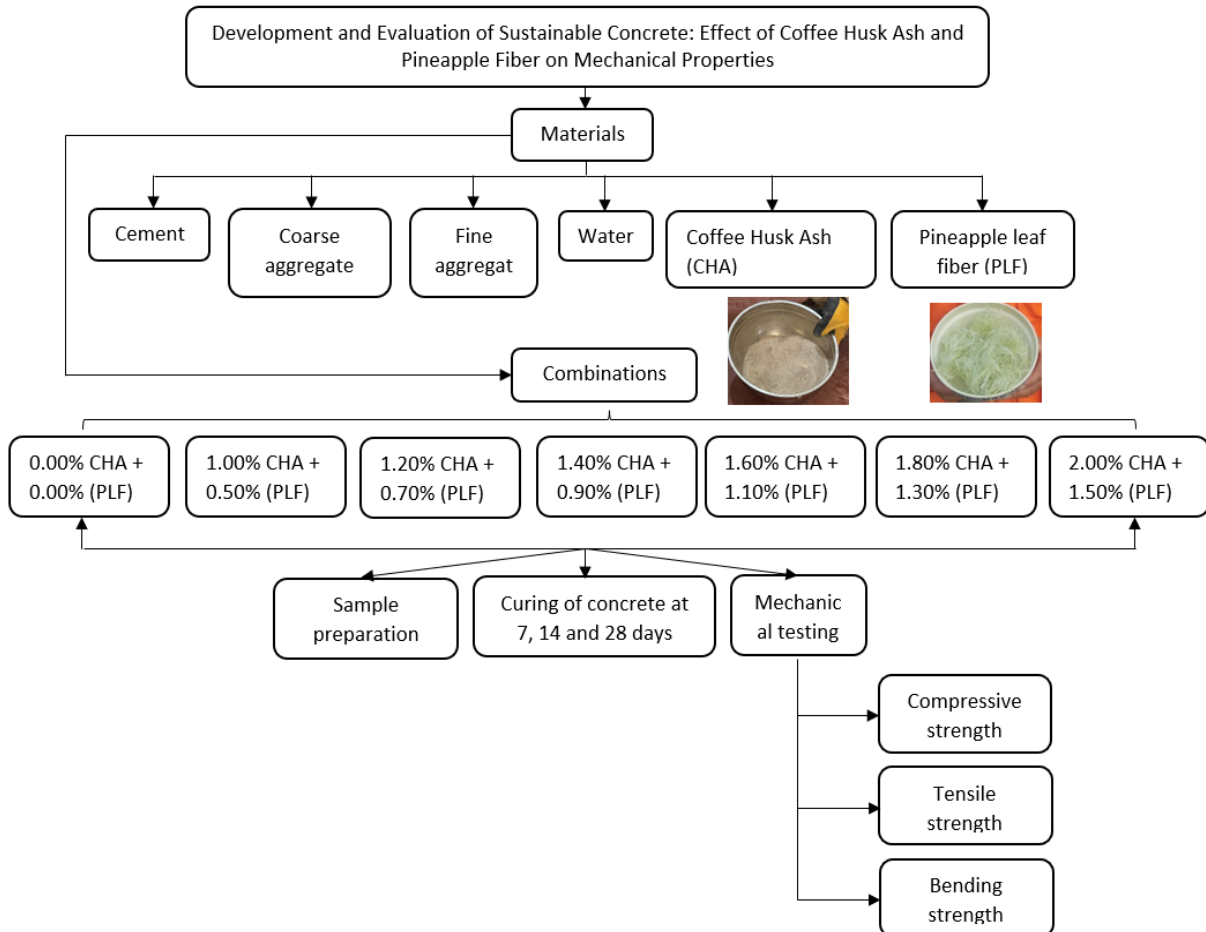 Development and Evaluation of Sustainable Concrete: Effect of Coffee Husk Ash and
Pineapple Fiber on Mechanical Properties
Materials
Cement
Coarse
aggregate
Fine
aggregat
Water
Coffee Husk Ash
(CHA)
Pineapple leaf
fiber (PLF)
Combinations
0.00% CHA +
0.00% (PLF)
1.00% CHA +
0.50% (PLF)
1.20% CHA +
0.70% (PLF)
1.40% CHA +
0.90% (PLF)
1.60% CHA +
1.10% (PLF)
1.80% CHA +
1.30% (PLF)
2.00% CHA +
1.50% (PLF)
Sample
preparation
Curing of concrete at
7, 14 and 28 days
Mechanic
al testing
Compressive
strength
Tensile
strength
Bending
strength